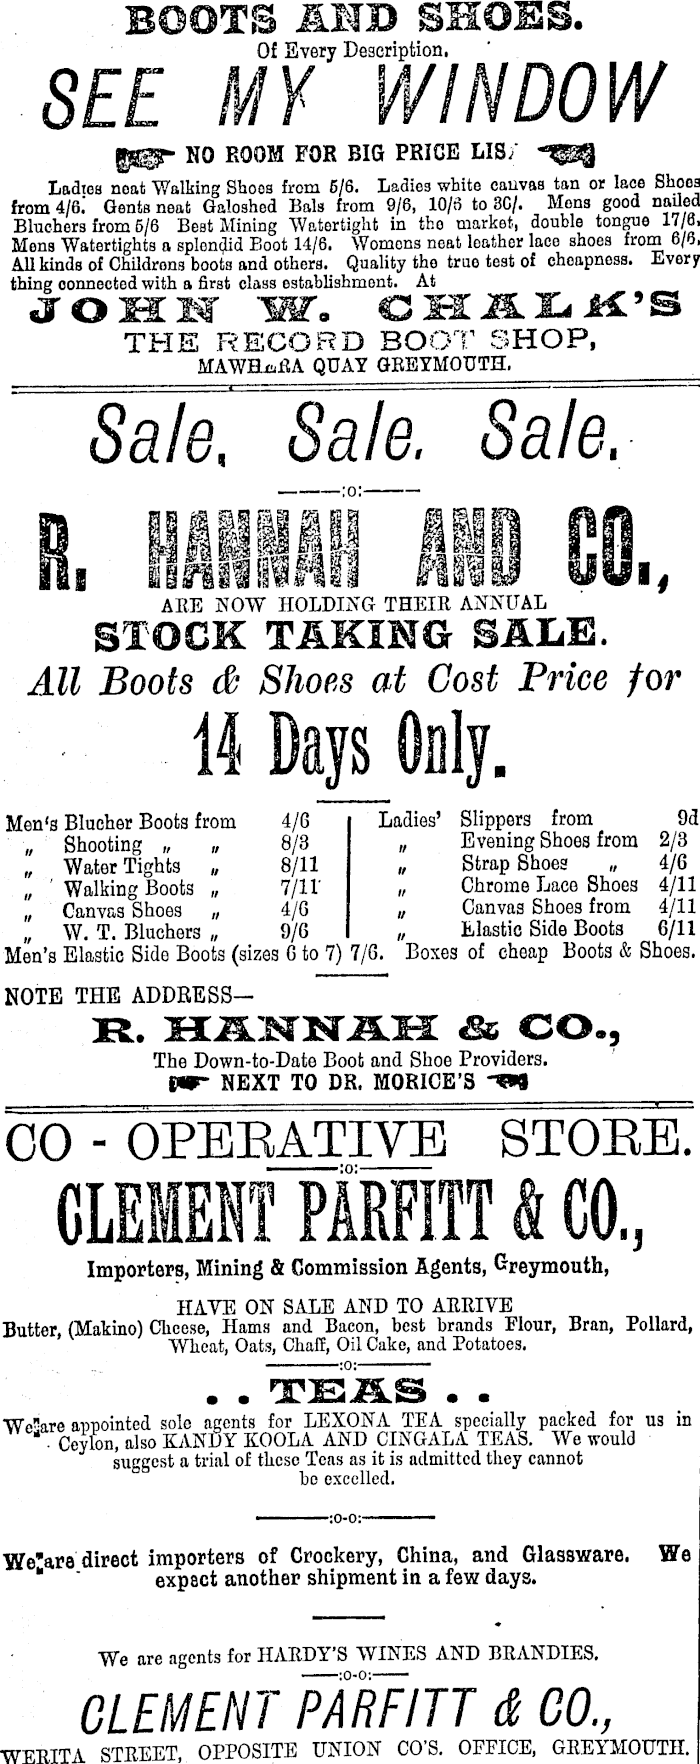 BOOTS AND SHOES.
Of Every Description.
SEE MY WINDOW
NO ROOM FOR BIG PRICE LIS
Ladies neat Walking Shoes from 5/6. Ladies white canvas tan or lace Shoes
from 4/6. Gents neat Galoshed Bals from 9/6, 10/6 to 30/. Mens good nailed
Bluchers from 5/6 Best Mining Watertight in the market, double tongue 17/6.
Mens Watertights a splendid Boot 14/6. Womens neat leather lace shoes from 6/6,
All kinds of Childrens boots and others. Quality the true test of cheapness. Every
thing connected with a first class establishment. At
JOHN W. CHALK'S
THE RECORD BOOT SHOP,
QUAY GREYMOUTH.
Sale, Sale. Sale.
:o:
R. HANNAH AND CO.,
ARE NOW HOLDING THEIR ANNUAL
STOCK TAKING SALE.
All Boots & Shoes at Cost Price for
14 Days Only.
Men's Blucher Boots from 4/6
„ Shooting „ „ 8/3
„ Water Tights „ 8/11
„ Walking Boots „ 7/11
„ Canvas Shoes „ 4/6
„ W. T. Bluchers „ 9/6
Ladies' Slippers from 9d
„ Evening Shoes from 2/3
„ Strap Shoes „ 4/6
„ Chrome Lace Shoes 4/11
„ Canvas Shoes from 4/11
„ Elastic Side Boots 6/11
Men's Elastic Side Boots (sizes 6 to 7) 7/6. Boxes of cheap Boots & Shoes.
NOTE THE ADDRESS—
R. HANNAH & CO.,
The Down-to-Date Boot and Shoe Providers.
NEXT TO DR. MORICE'S
CO-OPERATIVE STORE.
:o:
CLEMENT PARFITT & CO.,
Importers, Mining & Commission Agents, Greymouth,
HAVE ON SALE AND TO ARRIVE
Butter, (Makino) Cheese, Hams and Bacon, best brands Flour, Bran, Pollard,
Wheat, Oats, Chaff, Oil Cake, and Potatoes.
:o:
. . TEAS . .
We are appointed sole agents for LEXONA TEA specially packed for us in
Ceylon, also KANDY KOOLA AND CINGALA TEAS. We would
suggest a trial of these Teas as it is admitted they cannot
be excelled.
:o-o:
We are direct importers of Crockery, China, and Glassware. We
expect another shipment in a few days.
We are agents for HARDY'S WINES AND BRANDIES.
:o-o:
CLEMENT PARFITT & CO.,
WERITA STREET, OPPOSITE UNION CO'S. OFFICE, GREYMOUTH.